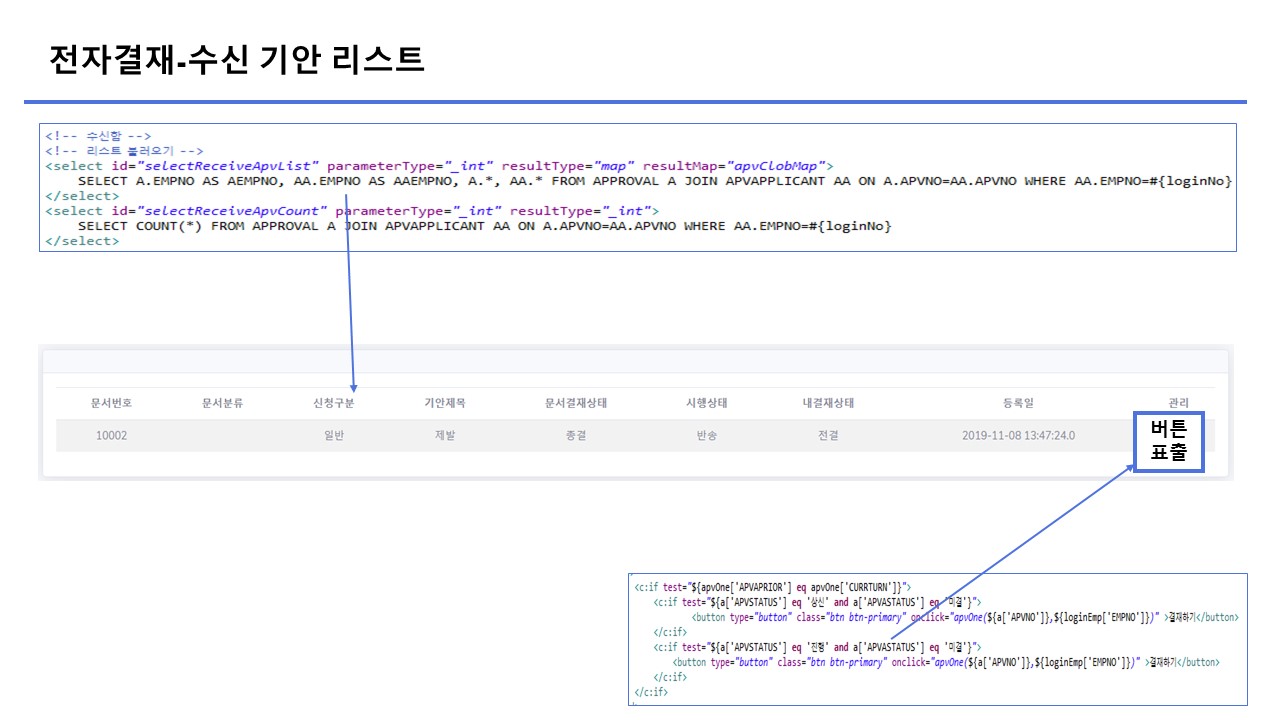 전자결재-수신 기안 리스트
<!-- 수신함 -->
<!-- 리스트 불러오기 -->
<select id="selectReceiveApvList" parameterType="_int" resultType="map" resultMap="apvClobMap">
SELECT A.EMPNO AS AEMPNO, AA.EMPNO AS AAEMPNO, A.*, AA.* FROM APPROVAL A JOIN APVAPPLICANT AA ON A.APVNO=AA.APVNO WHERE AA.EMPNO=#{loginNo}
</select>
<select id="selectReceiveApvCount" parameterType="_int" resultType="_int">
SELECT COUNT(*) FROM APPROVAL A JOIN APVAPPLICANT AA ON A.APVNO=AA.APVNO WHERE AA.EMPNO=#{loginNo}
</select>
문서번호 문서분류 신청구분 기안제목 문서결재상태 시행상태 내결재상태 등록일 관리
10002 일반 제발 종결 반송 전결 2019-11-08 13:47:24.0
버튼
표출
<c:if test="${apvOne['APVAPRIOR'] eq apvOne['CURRTURN']}">
<c:if test="${a['APVSTATUS'] eq '상신' and a['APVASTATUS'] eq '미결'}">
<button type="button" class="btn btn-primary" onclick="apvOne(${a['APVNO']},${loginEmp['EMPNO']})" >결재하기</button>
</c:if>
<c:if test="${a['APVSTATUS'] eq '진행' and a['APVASTATUS'] eq '미결'}">
<button type="button" class="btn btn-primary" onclick="apvOne(${a['APVNO']},${loginEmp['EMPNO']})" >결재하기</button>
</c:if>
</c:if>